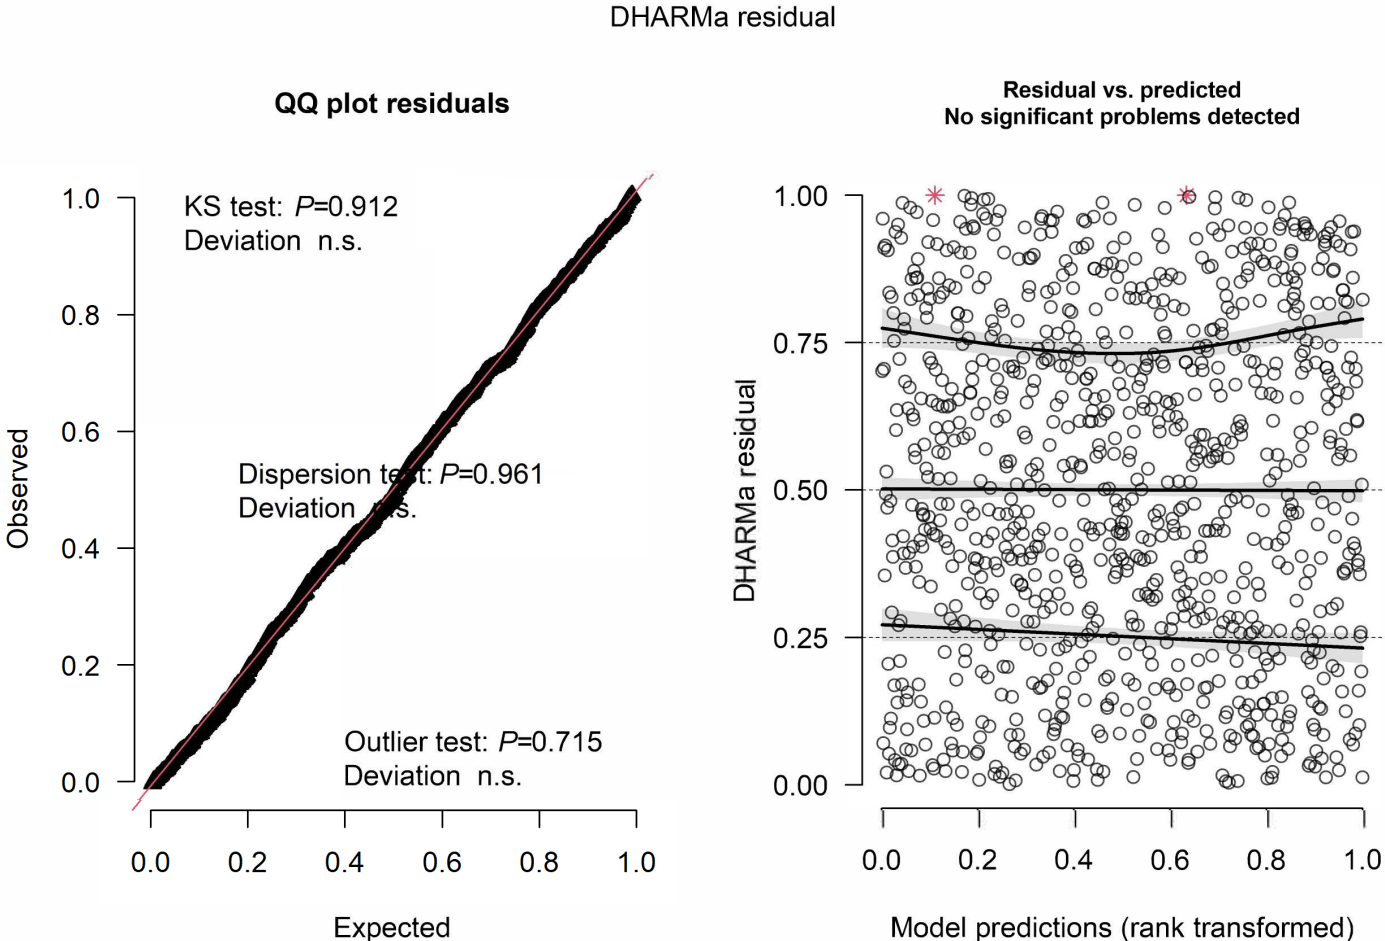 DHARMa residual
QQ plot residuals
KS test: P=0.912
Deviation n.s.
Dispersion test: P=0.961
Deviation n.s.
Outlier test: P=0.715
Deviation n.s.
Observed
1.0
0.8
0.6
0.4
0.2
0.0
0.0 0.2 0.4 0.6 0.8 1.0
Expected
Residual vs. predicted
No significant problems detected
DHARMa residual
1.00
0.75
0.50
0.25
0.00
0.0 0.2 0.4 0.6 0.8 1.0
Model predictions (rank transformed)